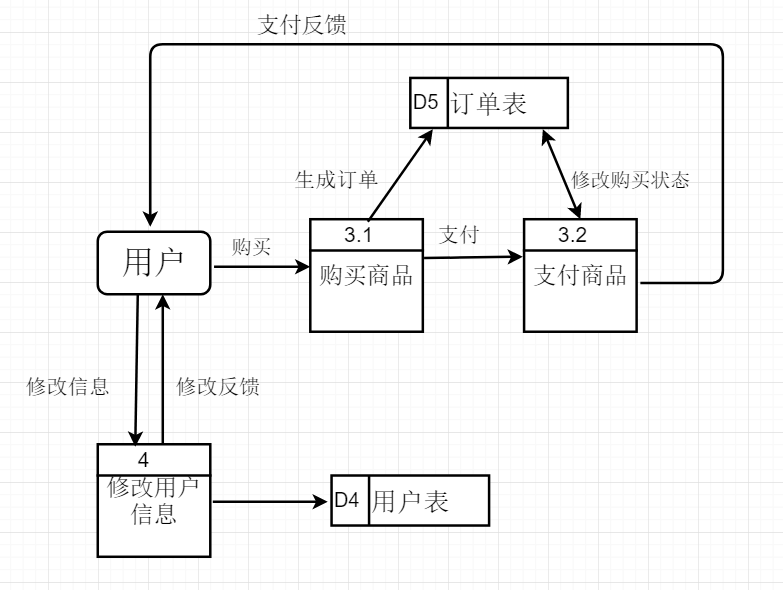 支付反馈
D5 订单表
生成订单
修改购买状态
用户
购买
3.1
购买商品
支付
3.2
支付商品
修改信息
修改反馈
4
修改用户
信息
D4 用户表